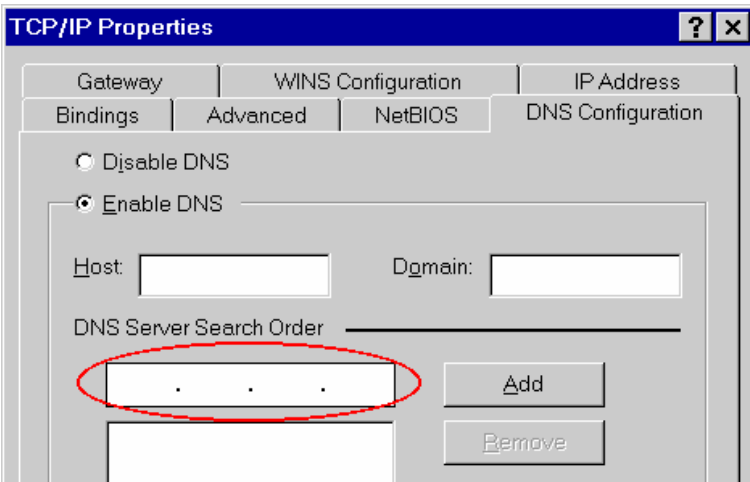 TCP/IP Properties
Gateway WINS Configuration IP Address
Bindings Advanced NetBIOS DNS Configuration
Disable DNS
Enable DNS
Host: Domain:
DNS Server Search Order
. . . Add
Remove